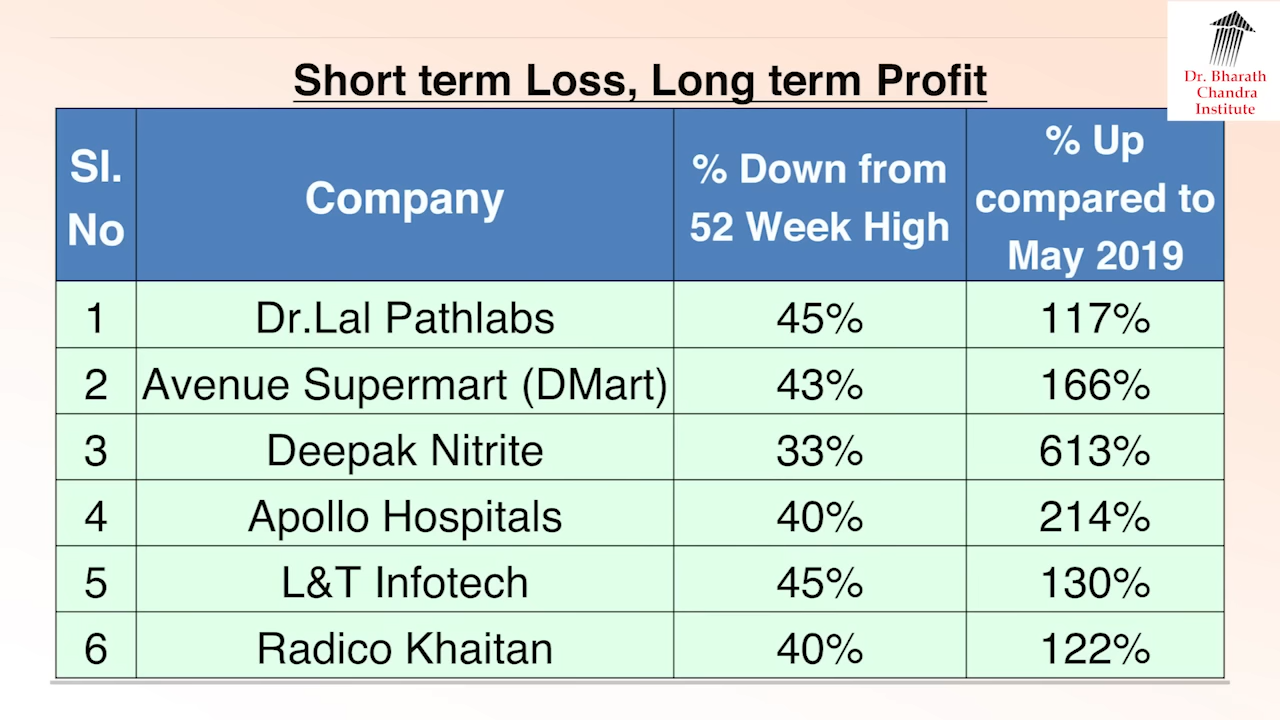 Dr. Bharath
Chandra
Institute
Short term Loss, Long term Profit
Sl. No Company % Down from 52 Week High % Up compared to May 2019
1 Dr.Lal Pathlabs 45% 117%
2 Avenue Supermart (DMart) 43% 166%
3 Deepak Nitrite 33% 613%
4 Apollo Hospitals 40% 214%
5 L&T Infotech 45% 130%
6 Radico Khaitan 40% 122%